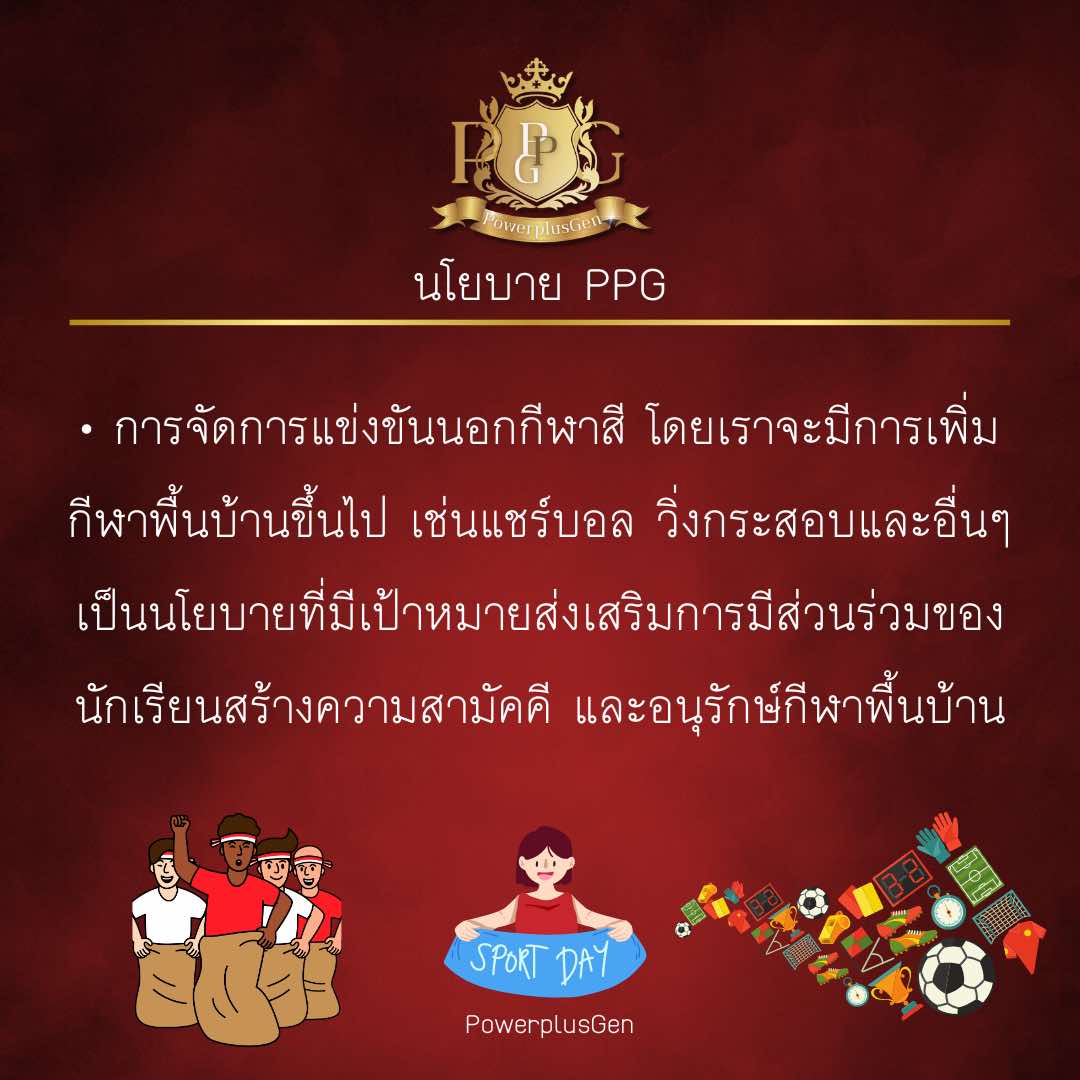 P G
P
P
G
PowerplusGen
นโยบาย PPG
• การจัดการแข่งขันนอกกีฬาสี โดยเราจะมีการเพิ่ม
กีฬาพื้นบ้านขึ้นไป เช่นแชร์บอล วิ่งกระสอบและอื่นๆ
เป็นนโยบายที่มีเป้าหมายส่งเสริมการมีส่วนร่วมของ
นักเรียนสร้างความสามัคคี และอนุรักษ์กีฬาพื้นบ้าน
SPORT DAY
3-2
3-2
PowerplusGen